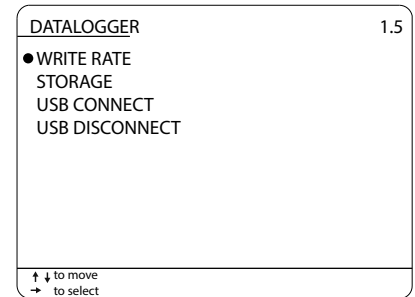 DATALOGGER 1.5
● WRITE RATE
STORAGE
USB CONNECT
USB DISCONNECT
↑ ↓ to move
→ to select